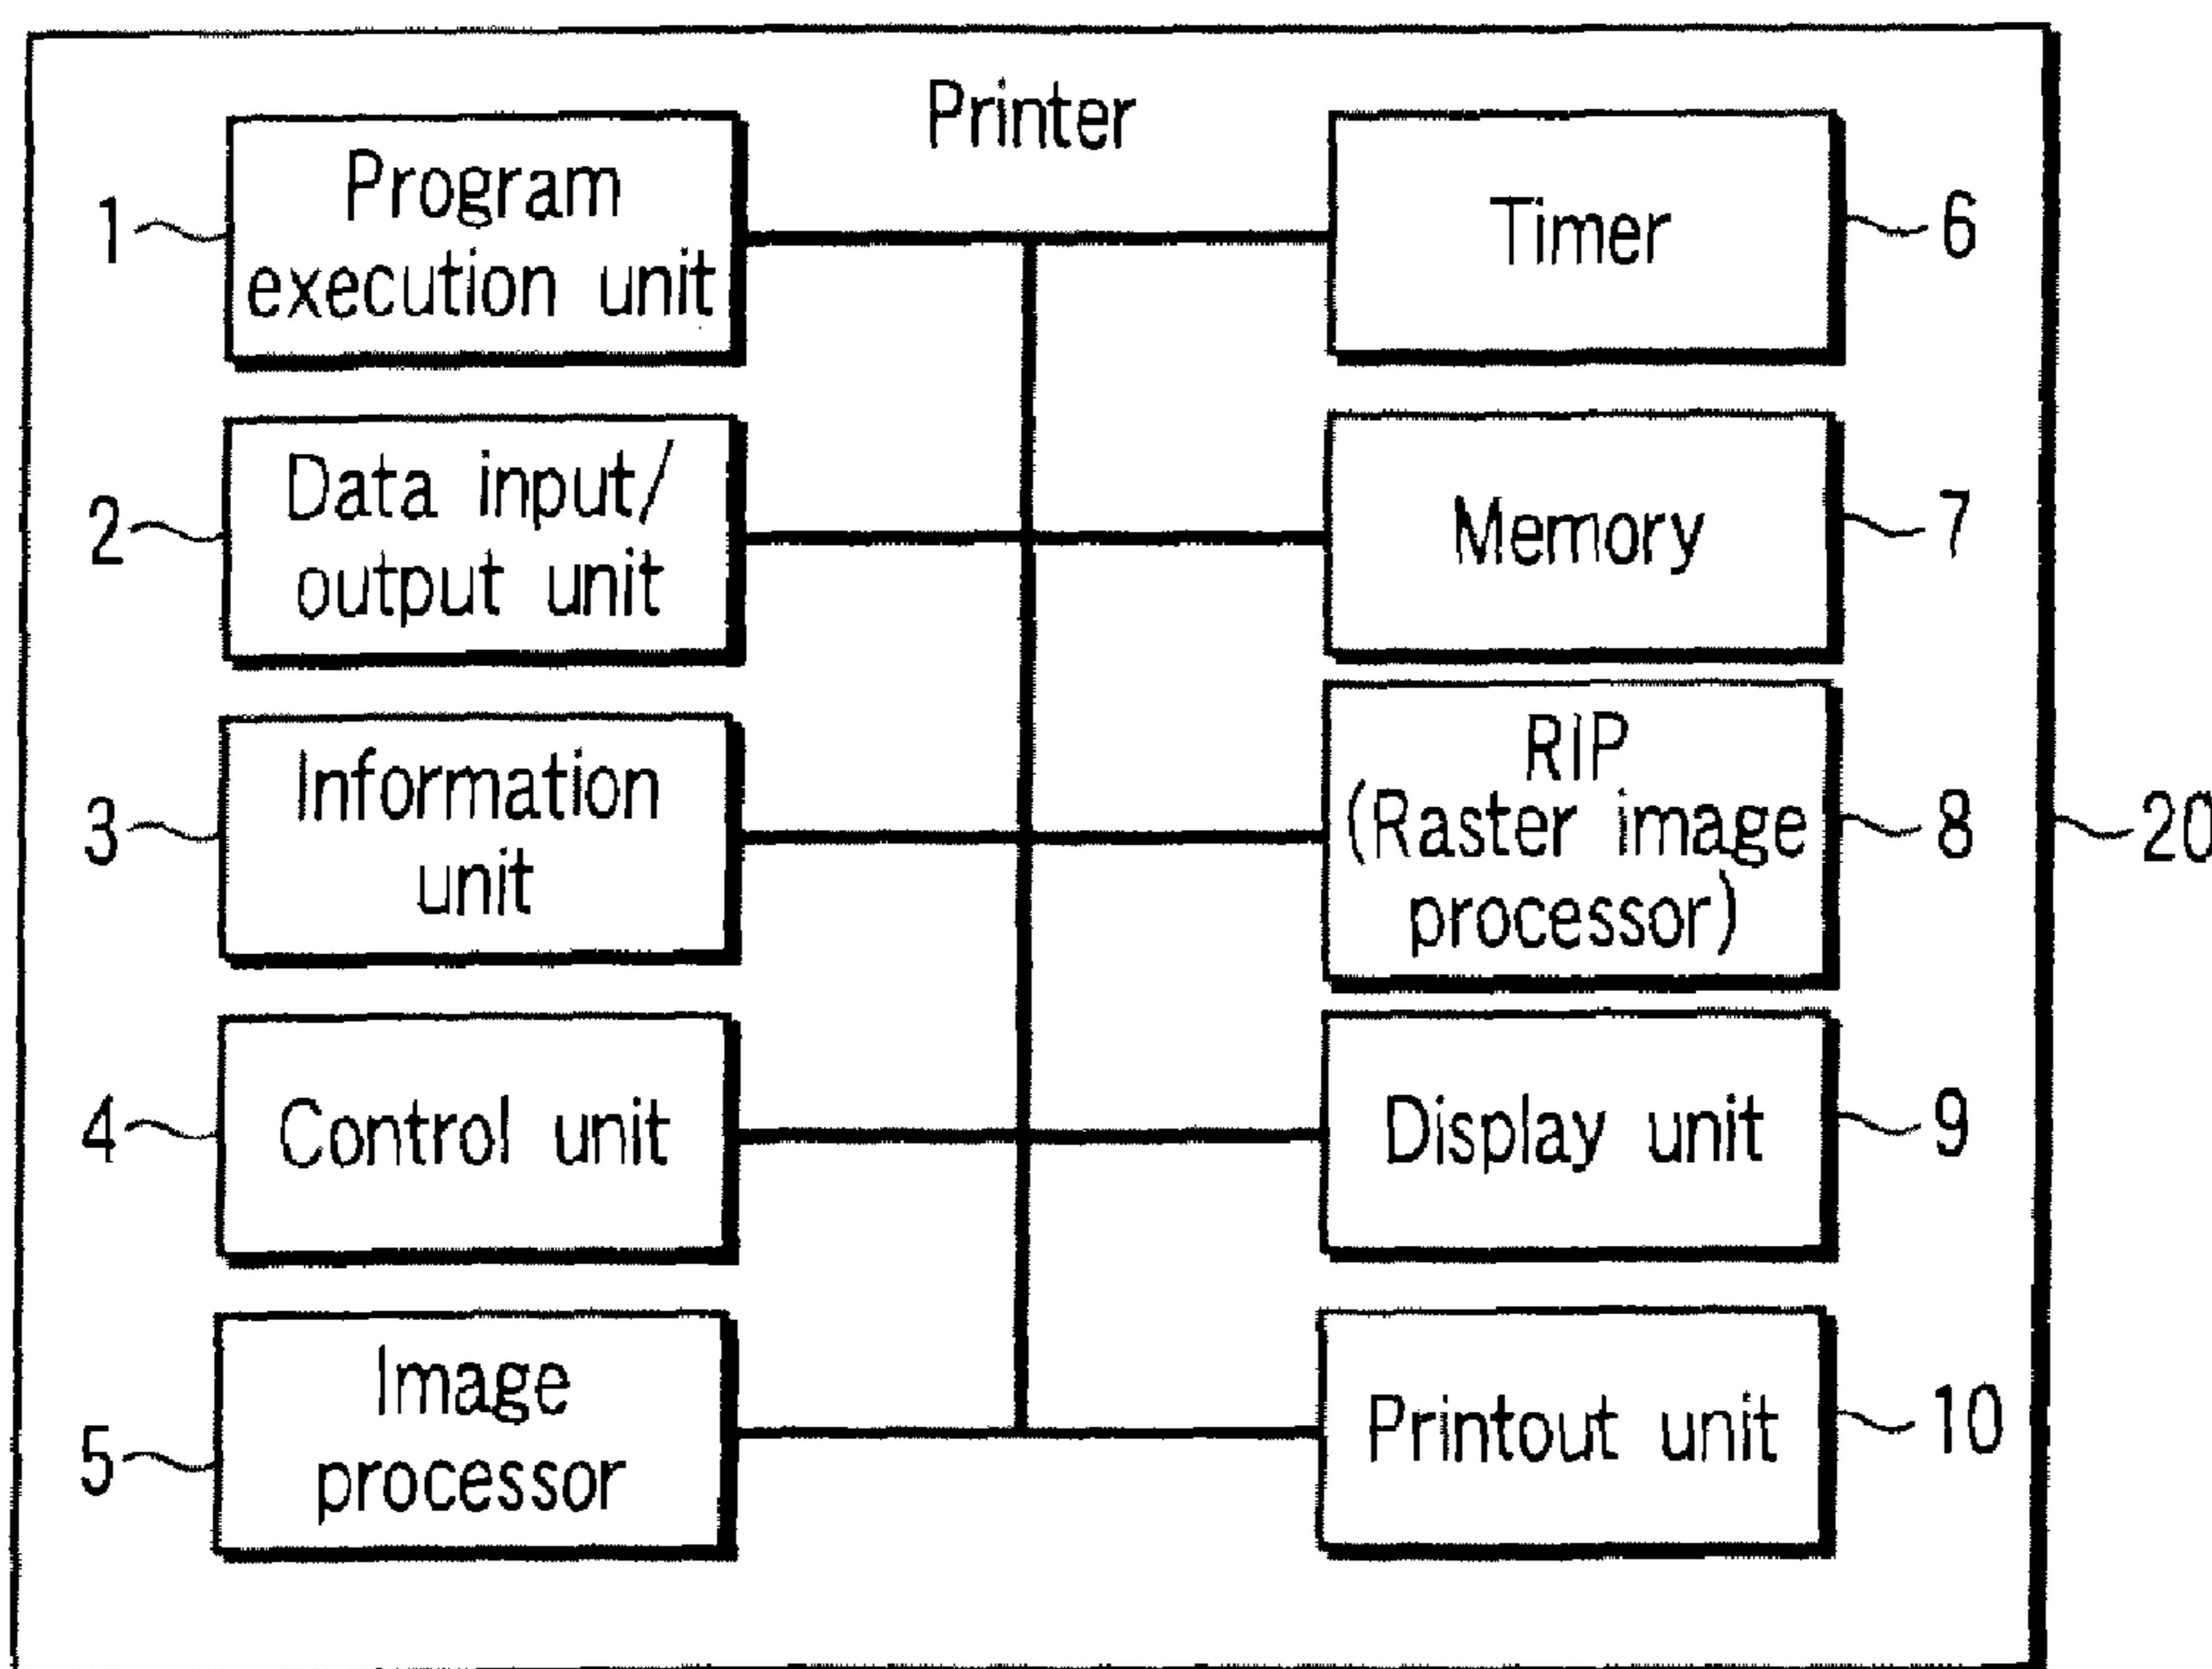 Printer
1
Program
execution unit
Timer
6
2
Data input/
output unit
Memory
7
3
Information
unit
RIP
(Raster image
processor)
8
20
4
Control unit
Display unit
9
5
Image
processor
Printout unit
10